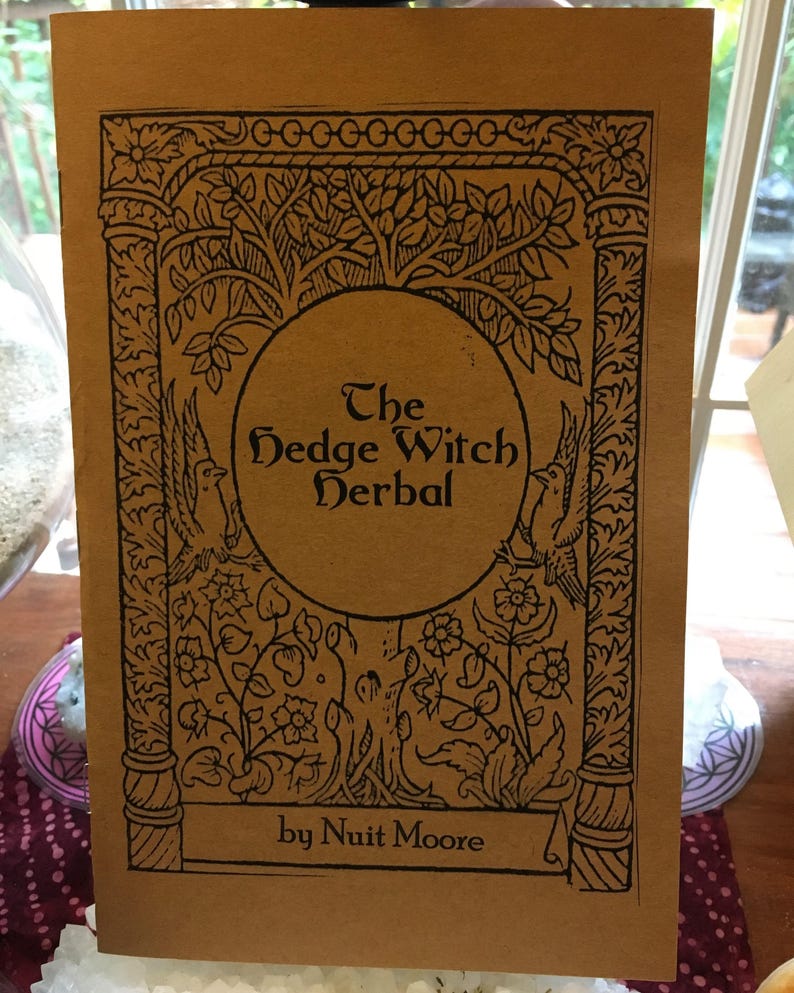 The
Hedge Witch
Herbal
by Nuit Moore